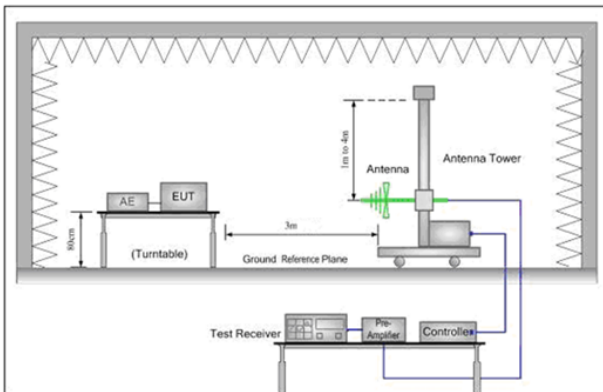 1m to 4m
Antenna
Antenna Tower
AE
EUT
80cm
(Turntable)
3m
Ground Reference Plane
Test Receiver
Pre-
Amplifier
Controller